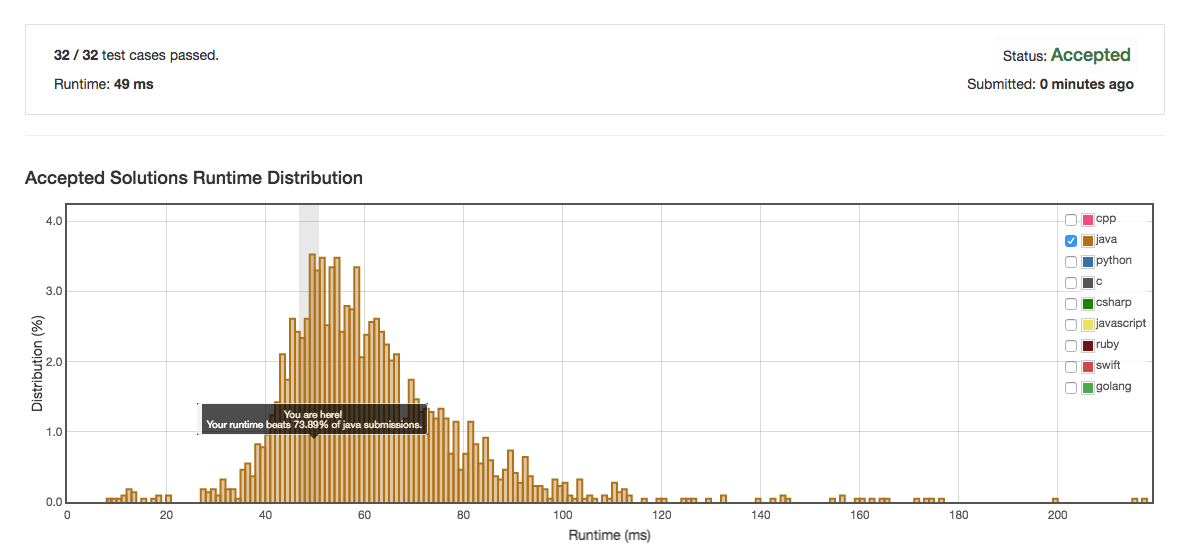 32 / 32 test cases passed.
Status: Accepted
Runtime: 49 ms
Submitted: 0 minutes ago
Accepted Solutions Runtime Distribution
4.0
3.0
2.0
1.0
0.0
Distribution (%)
cpp
java
python
c
csharp
javascript
ruby
swift
golang
You are here!
Your runtime beats 73.89% of java submissions.
0 20 40 60 80 100 120 140 160 180 200
Runtime (ms)